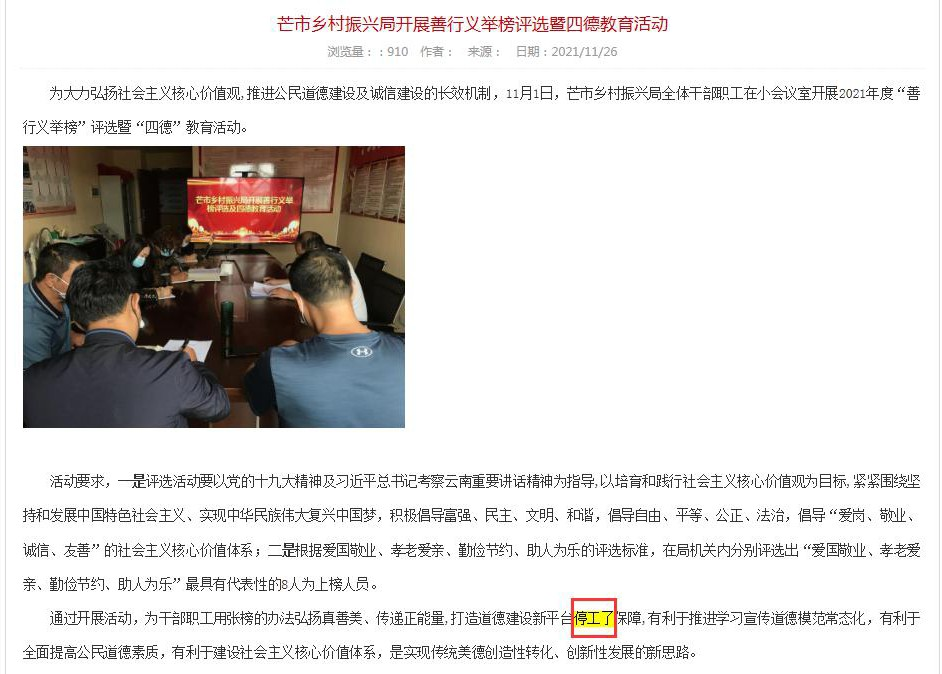 芒市乡村振兴局开展善行义举榜评选暨四德教育活动
浏览量：：910 作者： 来源： 日期：2021/11/26
为大力弘扬社会主义核心价值观,推进公民道德建设及诚信建设的长效机制，11月1日，芒市乡村振兴局全体干部职工在小会议室开展2021年度“善
行义举榜”评选暨“四德”教育活动。
芒市乡村振兴局开展善行义举
榜评选及四德教育活动
活动要求，一是评选活动要以党的十九大精神及习近平总书记考察云南重要讲话精神为指导,以培育和践行社会主义核心价值观为目标,紧紧围绕坚
持和发展中国特色社会主义、实现中华民族伟大复兴中国梦，积极倡导富强、民主、文明、和谐，倡导自由、平等、公正、法治，倡导“爱岗、敬业、
诚信、友善”的社会主义核心价值体系；二是根据爱国敬业、孝老爱亲、勤俭节约、助人为乐的评选标准，在局机关内分别评选出“爱国敬业、孝老爱
亲、勤俭节约、助人为乐”最具有代表性的8人为上榜人员。
通过开展活动，为干部职工用张榜的办法弘扬真善美、传递正能量,打造道德建设新平台停工了保障,有利于推进学习宣传道德模范常态化，有利于
全面提高公民道德素质，有利于建设社会主义核心价值体系，是实现传统美德创造性转化、创新性发展的新思路。